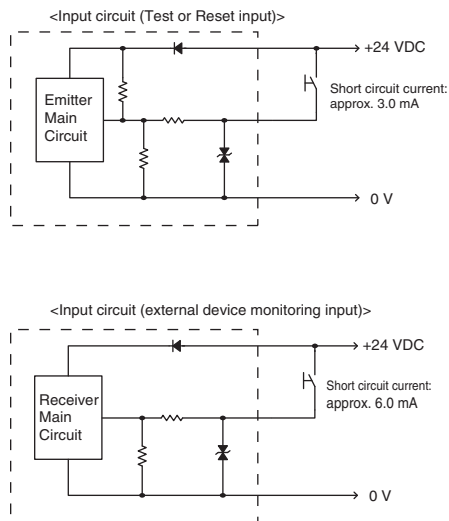 <Input circuit (Test or Reset input)>
+24 VDC
Emitter
Main
Circuit
Short circuit current:
approx. 3.0 mA
0 V
<Input circuit (external device monitoring input)>
+24 VDC
Receiver
Main
Circuit
Short circuit current:
approx. 6.0 mA
0 V